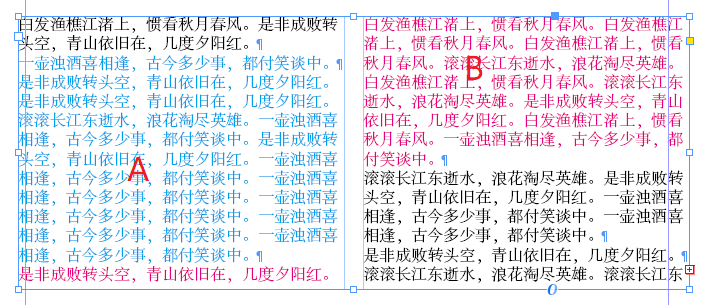 白发渔樵江渚上，惯看秋月春风。是非成败转
头空，青山依旧在，几度夕阳红。
一壶浊酒喜相逢，古今多少事，都付笑谈中。
是非成败转头空，青山依旧在，几度夕阳红。
是非成败转头空，青山依旧在，几度夕阳红。
滚滚长江东逝水，浪花淘尽英雄。一壶浊酒喜
相逢，古今多少事，都付笑谈中。是非成败转
头空，青山依旧在，几度夕阳红。一壶浊酒喜
相逢，古今多少事，都付笑谈中。一壶浊酒喜
相逢，古今多少事，都付笑谈中。一壶浊酒喜
相逢，古今多少事，都付笑谈中。一壶浊酒喜
相逢，古今多少事，都付笑谈中。
是非成败转头空，青山依旧在，几度夕阳红。
A
白发渔樵江渚上，惯看秋月春风。白发渔樵江
渚上，惯看秋月春风。白发渔樵江渚上，惯看
秋月春风。滚滚长江东逝水，浪花淘尽英雄。
白发渔樵江渚上，惯看秋月春风。滚滚长江东
逝水，浪花淘尽英雄。是非成败转头空，青山
依旧在，几度夕阳红。白发渔樵江渚上，惯看
秋月春风。一壶浊酒喜相逢，古今多少事，都
付笑谈中。
滚滚长江东逝水，浪花淘尽英雄。是非成败转
头空，青山依旧在，几度夕阳红。一壶浊酒喜
相逢，古今多少事，都付笑谈中。一壶浊酒喜
相逢，古今多少事，都付笑谈中。
是非成败转头空，青山依旧在，几度夕阳红。
滚滚长江东逝水，浪花淘尽英雄。滚滚长江东
B